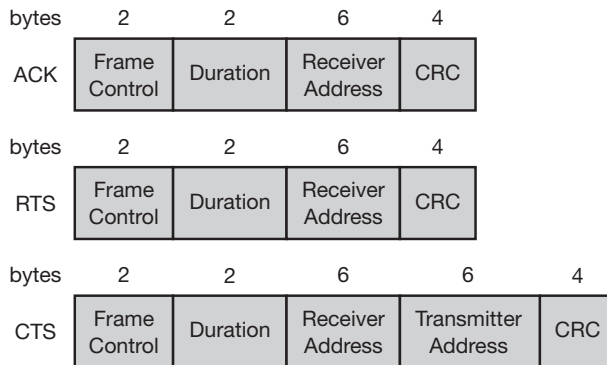 bytes 2 2 6 4
ACK Frame Control Duration Receiver Address CRC
bytes 2 2 6 4
RTS Frame Control Duration Receiver Address CRC
bytes 2 2 6 6 4
CTS Frame Control Duration Receiver Address Transmitter Address CRC